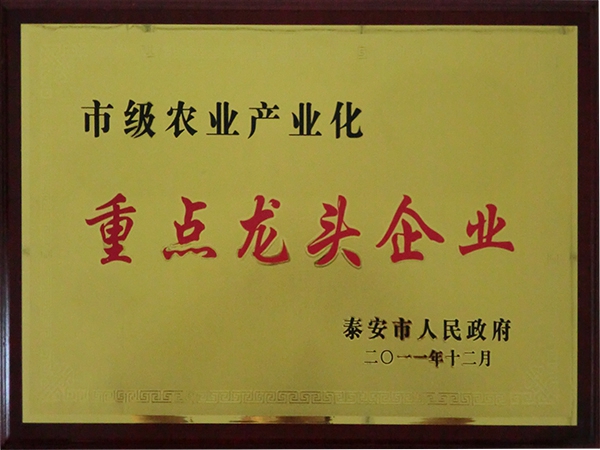 市级农业产业化
重点龙头企业
泰安市人民政府
二〇一一年十二月